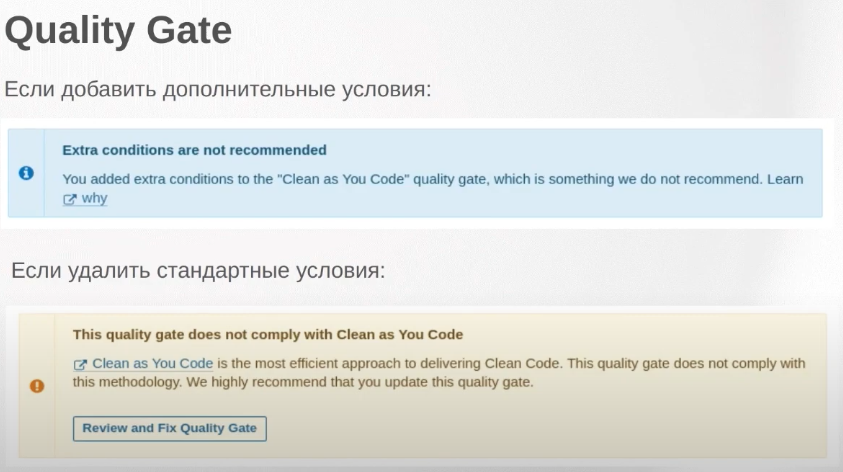 Quality Gate
Если добавить дополнительные условия:
Extra conditions are not recommended
You added extra conditions to the "Clean as You Code" quality gate, which is something we do not recommend. Learn
why
Если удалить стандартные условия:
This quality gate does not comply with Clean as You Code
Clean as You Code is the most efficient approach to delivering Clean Code. This quality gate does not comply with
this methodology. We highly recommend that you update this quality gate.
Review and Fix Quality Gate